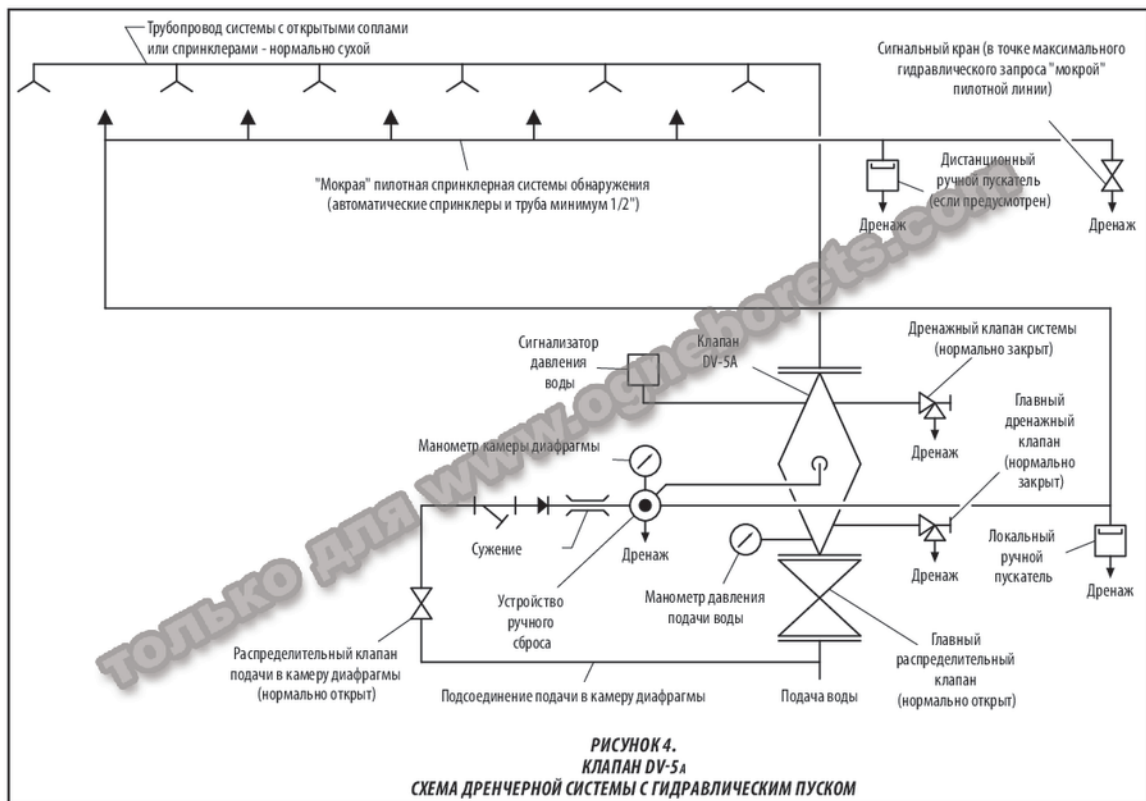 Трубопровод системы с открытыми соплами
или спринклерами - нормально сухой
Сигнальный кран (в точке максимального
гидравлического запроса "мокрой"
пилотной линии)
"Мокрая" пилотная спринклерная системы обнаружения
(автоматические спринклеры и труба минимум 1/2")
Дистанционный
ручной пускатель
(если предусмотрен)
Дренаж
Дренаж
Сигнализатор
давления
воды
Клапан
DV-5A
Дренажный клапан системы
(нормально закрыт)
Дренаж
Главный
дренажный
клапан
(нормально
закрыт)
Манометр камеры диафрагмы
Сужение
Дренаж
Дренаж
Устройство
ручного
сброса
Манометр давления
подачи воды
Локальный
ручной
пускатель
Дренаж
Распределительный клапан
подачи в камеру диафрагмы
(нормально открыт)
Главный
распределительный
клапан
(нормально открыт)
Подсоединение подачи в камеру диафрагмы
Подача воды
РИСУНОК 4.
КЛАПАН DV-5A
СХЕМА ДРЕНЧЕРНОЙ СИСТЕМЫ С ГИДРАВЛИЧЕСКИМ ПУСКОМ
только для www.ogneborets.com